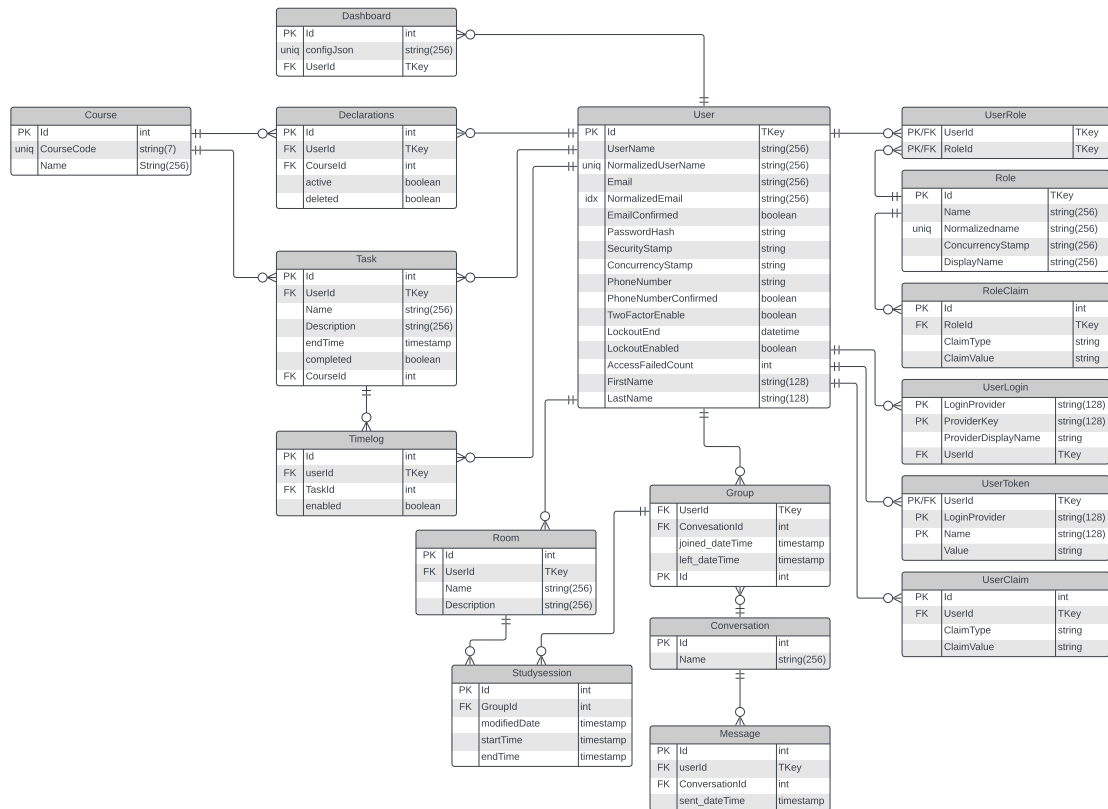 Dashboard
PK Id int
uniq configJson string(256)
FK UserId TKey
Course
PK Id int
uniq CourseCode string(7)
Name String(256)
Declarations
PK Id int
FK UserId TKey
FK CourseId int
active boolean
deleted boolean
Task
PK Id int
FK UserId TKey
Name string(256)
Description string(256)
endTime timestamp
completed boolean
FK CourseId int
Timelog
PK Id int
FK userId TKey
FK TaskId int
enabled boolean
User
PK Id TKey
UserName string(256)
uniq NormalizedUserName string(256)
Email string(256)
idx NormalizedEmail string(256)
EmailConfirmed boolean
PasswordHash string
SecurityStamp string
ConcurrencyStamp string
PhoneNumber string
PhoneNumberConfirmed boolean
TwoFactorEnable boolean
LockoutEnd datetime
LockoutEnabled boolean
AccessFailedCount int
FirstName string(128)
LastName string(128)
UserRole
PK/FK UserId TKey
PK/FK RoleId TKey
Role
PK Id TKey
Name string(256)
uniq Normalizedname string(256)
ConcurrencyStamp string(256)
DisplayName string(256)
RoleClaim
PK Id int
FK RoleId TKey
ClaimType string
ClaimValue string
UserLogin
PK LoginProvider string(128)
PK ProviderKey string(128)
ProviderDisplayName string
FK UserId TKey
UserToken
PK/FK UserId TKey
PK LoginProvider string(128)
PK Name string(128)
Value string
UserClaim
PK Id int
FK UserId TKey
ClaimType string
ClaimValue string
Room
PK Id int
FK UserId TKey
Name string(256)
Description string(256)
Studysession
PK Id int
FK GroupId int
modifiedDate timestamp
startTime timestamp
endTime timestamp
Group
FK UserId TKey
FK ConvesationId int
joined_dateTime timestamp
left_dateTime timestamp
PK Id int
Conversation
PK Id int
Name string(256)
Message
PK Id int
FK userId TKey
FK ConversationId int
sent_dateTime timestamp